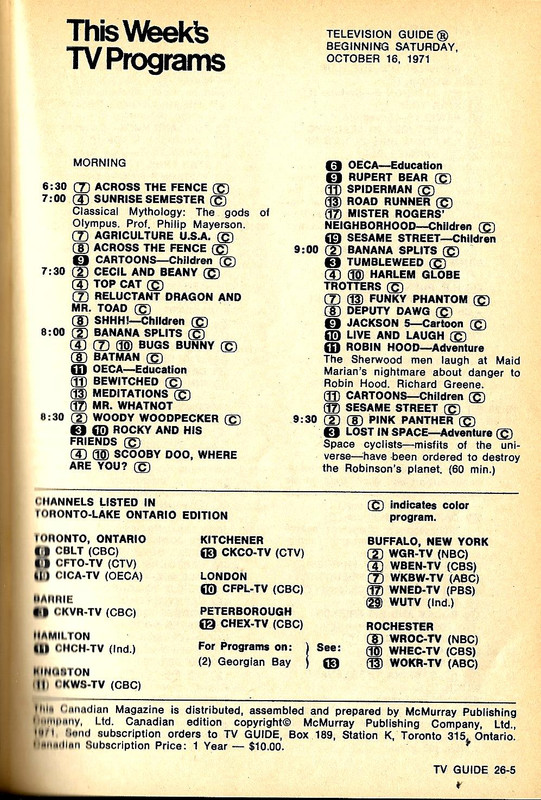 This Week's
TV Programs
TELEVISION GUIDE ®
BEGINNING SATURDAY,
OCTOBER 16, 1971
MORNING
6:30 (7) ACROSS THE FENCE (C)
7:00 (4) SUNRISE SEMESTER (C)
Classical Mythology: The gods of
Olympus. Prof. Philip Mayerson.
(7) AGRICULTURE U.S.A. (C)
(8) ACROSS THE FENCE (C)
(9) CARTOONS—Children (C)
7:30 (2) CECIL AND BEANY (C)
(4) TOP CAT (C)
(7) RELUCTANT DRAGON AND
MR. TOAD (C)
(8) SHHH!—Children (C)
8:00 (2) BANANA SPLITS (C)
(4) (7) (10) BUGS BUNNY (C)
(8) BATMAN (C)
(11) OECA—Education
(11) BEWITCHED (C)
(13) MEDITATIONS (C)
(17) MR. WHATNOT
8:30 (2) WOODY WOODPECKER (C)
(3) (10) ROCKY AND HIS
FRIENDS (C)
(4) (10) SCOOBY DOO, WHERE
ARE YOU? (C)
(6) OECA—Education
(9) RUPERT BEAR (C)
(11) SPIDERMAN (C)
(13) ROAD RUNNER (C)
(17) MISTER ROGERS'
NEIGHBORHOOD—Children (C)
(19) SESAME STREET—Children
9:00 (2) BANANA SPLITS (C)
(3) TUMBLEWEED (C)
(4) (10) HARLEM GLOBE
TROTTERS (C)
(7) (13) FUNKY PHANTOM (C)
(8) DEPUTY DAWG (C)
(9) JACKSON 5—Cartoon (C)
(10) LIVE AND LAUGH (C)
(11) ROBIN HOOD—Adventure
The Sherwood men laugh at Maid
Marian's nightmare about danger to
Robin Hood. Richard Greene.
(11) CARTOONS—Children (C)
(17) SESAME STREET (C)
9:30 (2) (8) PINK PANTHER (C)
(3) LOST IN SPACE—Adventure (C)
Space cyclists—misfits of the uni-
verse—have been ordered to destroy
the Robinson's planet. (60 min.)
CHANNELS LISTED IN
TORONTO-LAKE ONTARIO EDITION
(C) indicates color
program.
TORONTO, ONTARIO
(6) CBLT (CBC)
(9) CFTO-TV (CTV)
(19) CICA-TV (OECA)
BARRIE
(3) CKVR-TV (CBC)
HAMILTON
(11) CHCH-TV (Ind.)
KINGSTON
(11) CKWS-TV (CBC)
KITCHENER
(13) CKCO-TV (CTV)
LONDON
(10) CFPL-TV (CBC)
PETERBOROUGH
(12) CHEX-TV (CBC)
For Programs on: } See:
(2) Georgian Bay } (13)
BUFFALO, NEW YORK
(2) WGR-TV (NBC)
(4) WBEN-TV (CBS)
(7) WKBW-TV (ABC)
(17) WNED-TV (PBS)
(29) WUTV (Ind.)
ROCHESTER
(8) WROC-TV (NBC)
(10) WHEC-TV (CBS)
(13) WOKR-TV (ABC)
This Canadian Magazine is distributed, assembled and prepared by McMurray Publishing
Company, Ltd. Canadian edition copyright© McMurray Publishing Company, Ltd.,
1971. Send subscription orders to TV GUIDE, Box 189, Station K, Toronto 315, Ontario.
Canadian Subscription Price: 1 Year — $10.00.
TV GUIDE 26-5